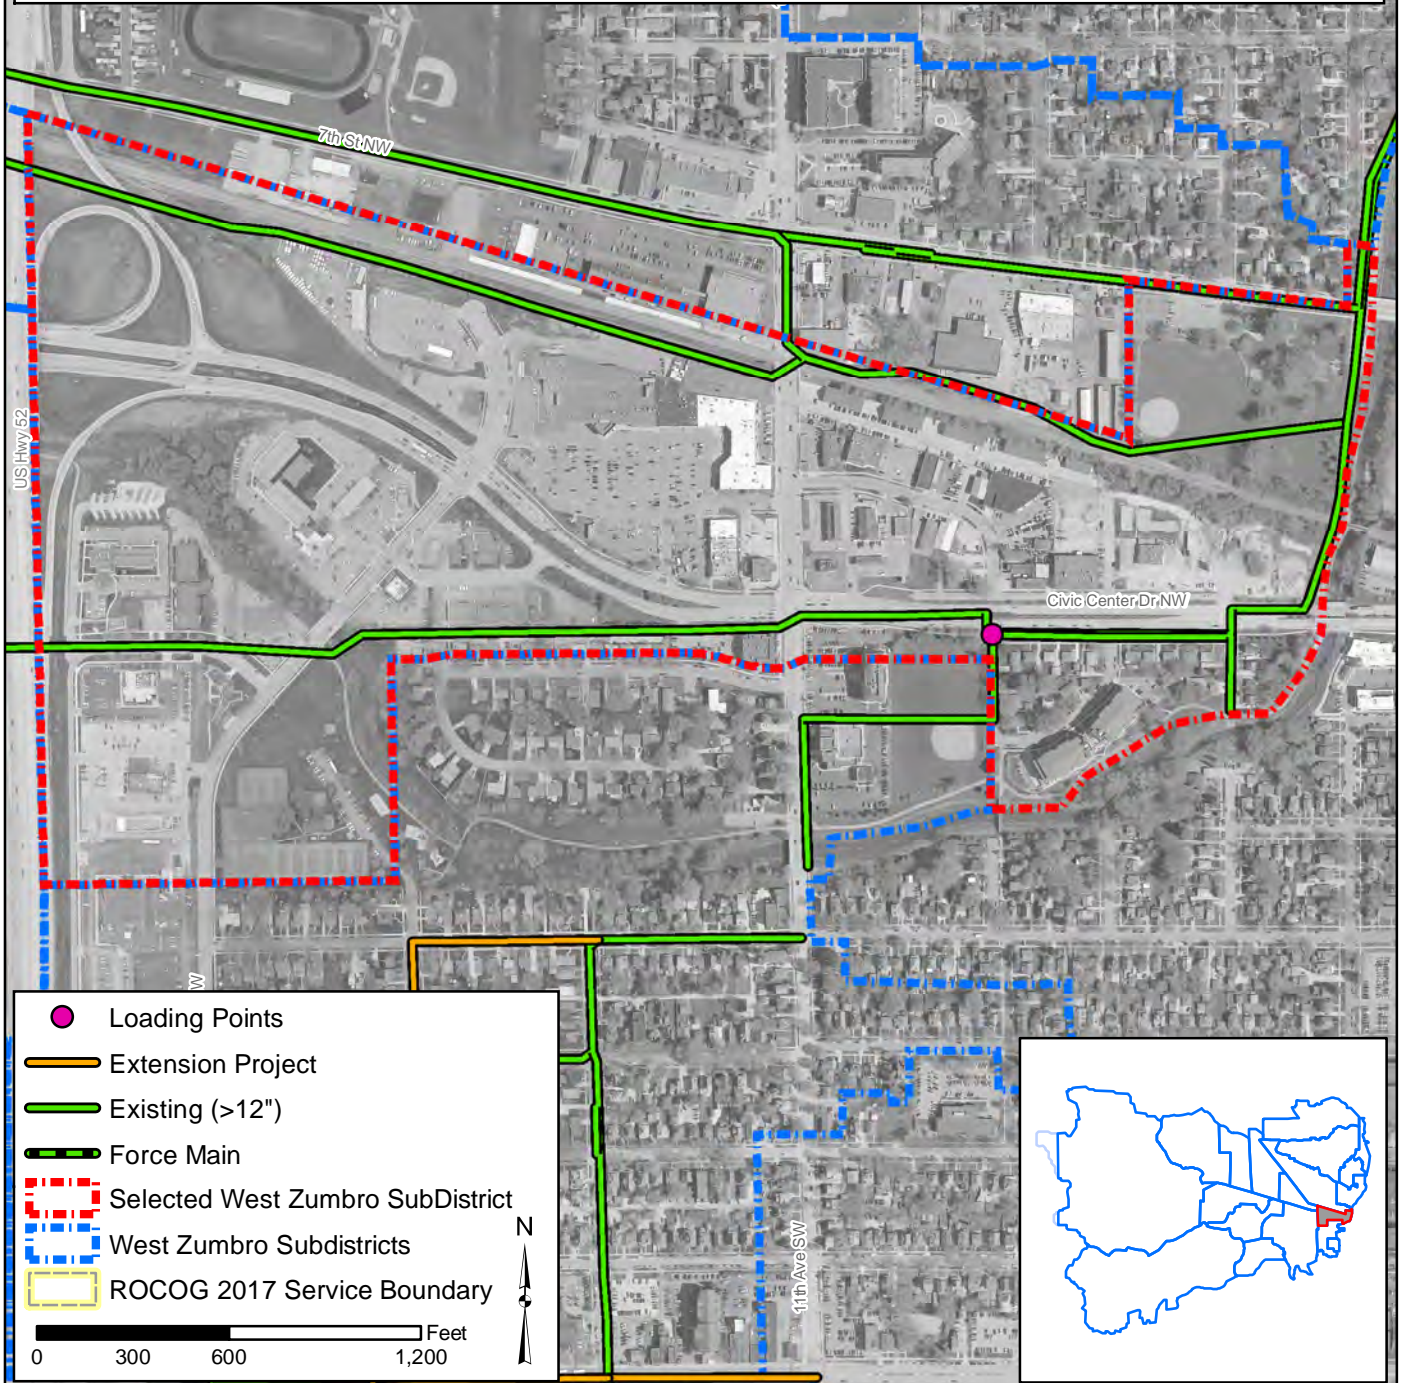 7th St NW
US Hwy 52
Civic Center Dr NW
W
11th Ave SW
Loading Points
Extension Project
Existing (>12")
Force Main
Selected West Zumbro SubDistrict
West Zumbro Subdistricts
ROCOG 2017 Service Boundary
N
Feet
0 300 600 1,200